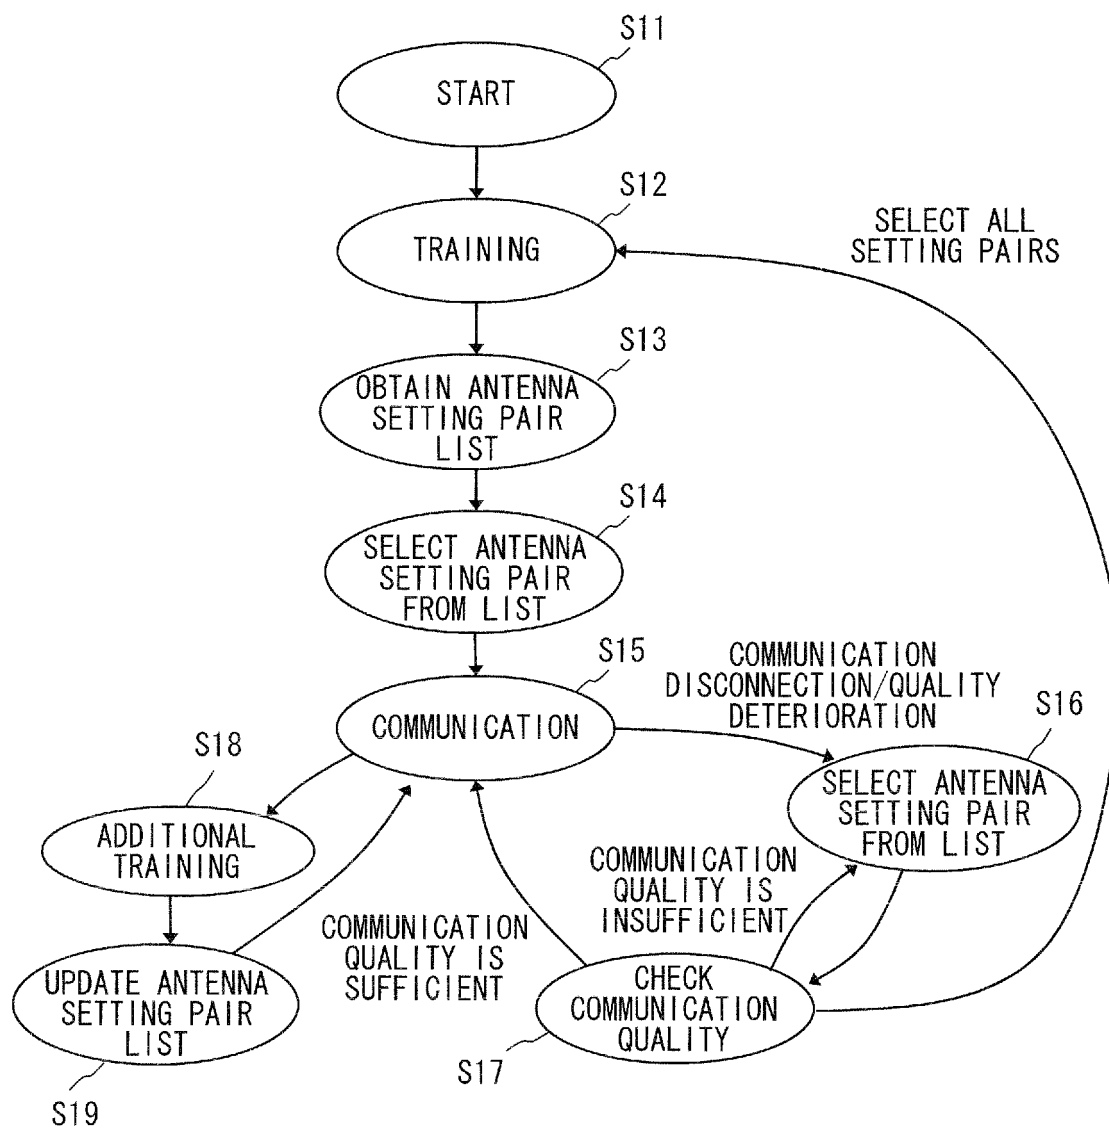 S11
START
S12
TRAINING
SELECT ALL
SETTING PAIRS
S13
OBTAIN ANTENNA
SETTING PAIR
LIST
S14
SELECT ANTENNA
SETTING PAIR
FROM LIST
S15
COMMUNICATION
COMMUNICATION
DISCONNECTION/QUALITY
DETERIORATION
S16
SELECT ANTENNA
SETTING PAIR
FROM LIST
S18
ADDITIONAL
TRAINING
COMMUNICATION
QUALITY IS
INSUFFICIENT
COMMUNICATION
QUALITY IS
SUFFICIENT
UPDATE ANTENNA
SETTING PAIR
LIST
S19
CHECK
COMMUNICATION
QUALITY
S17